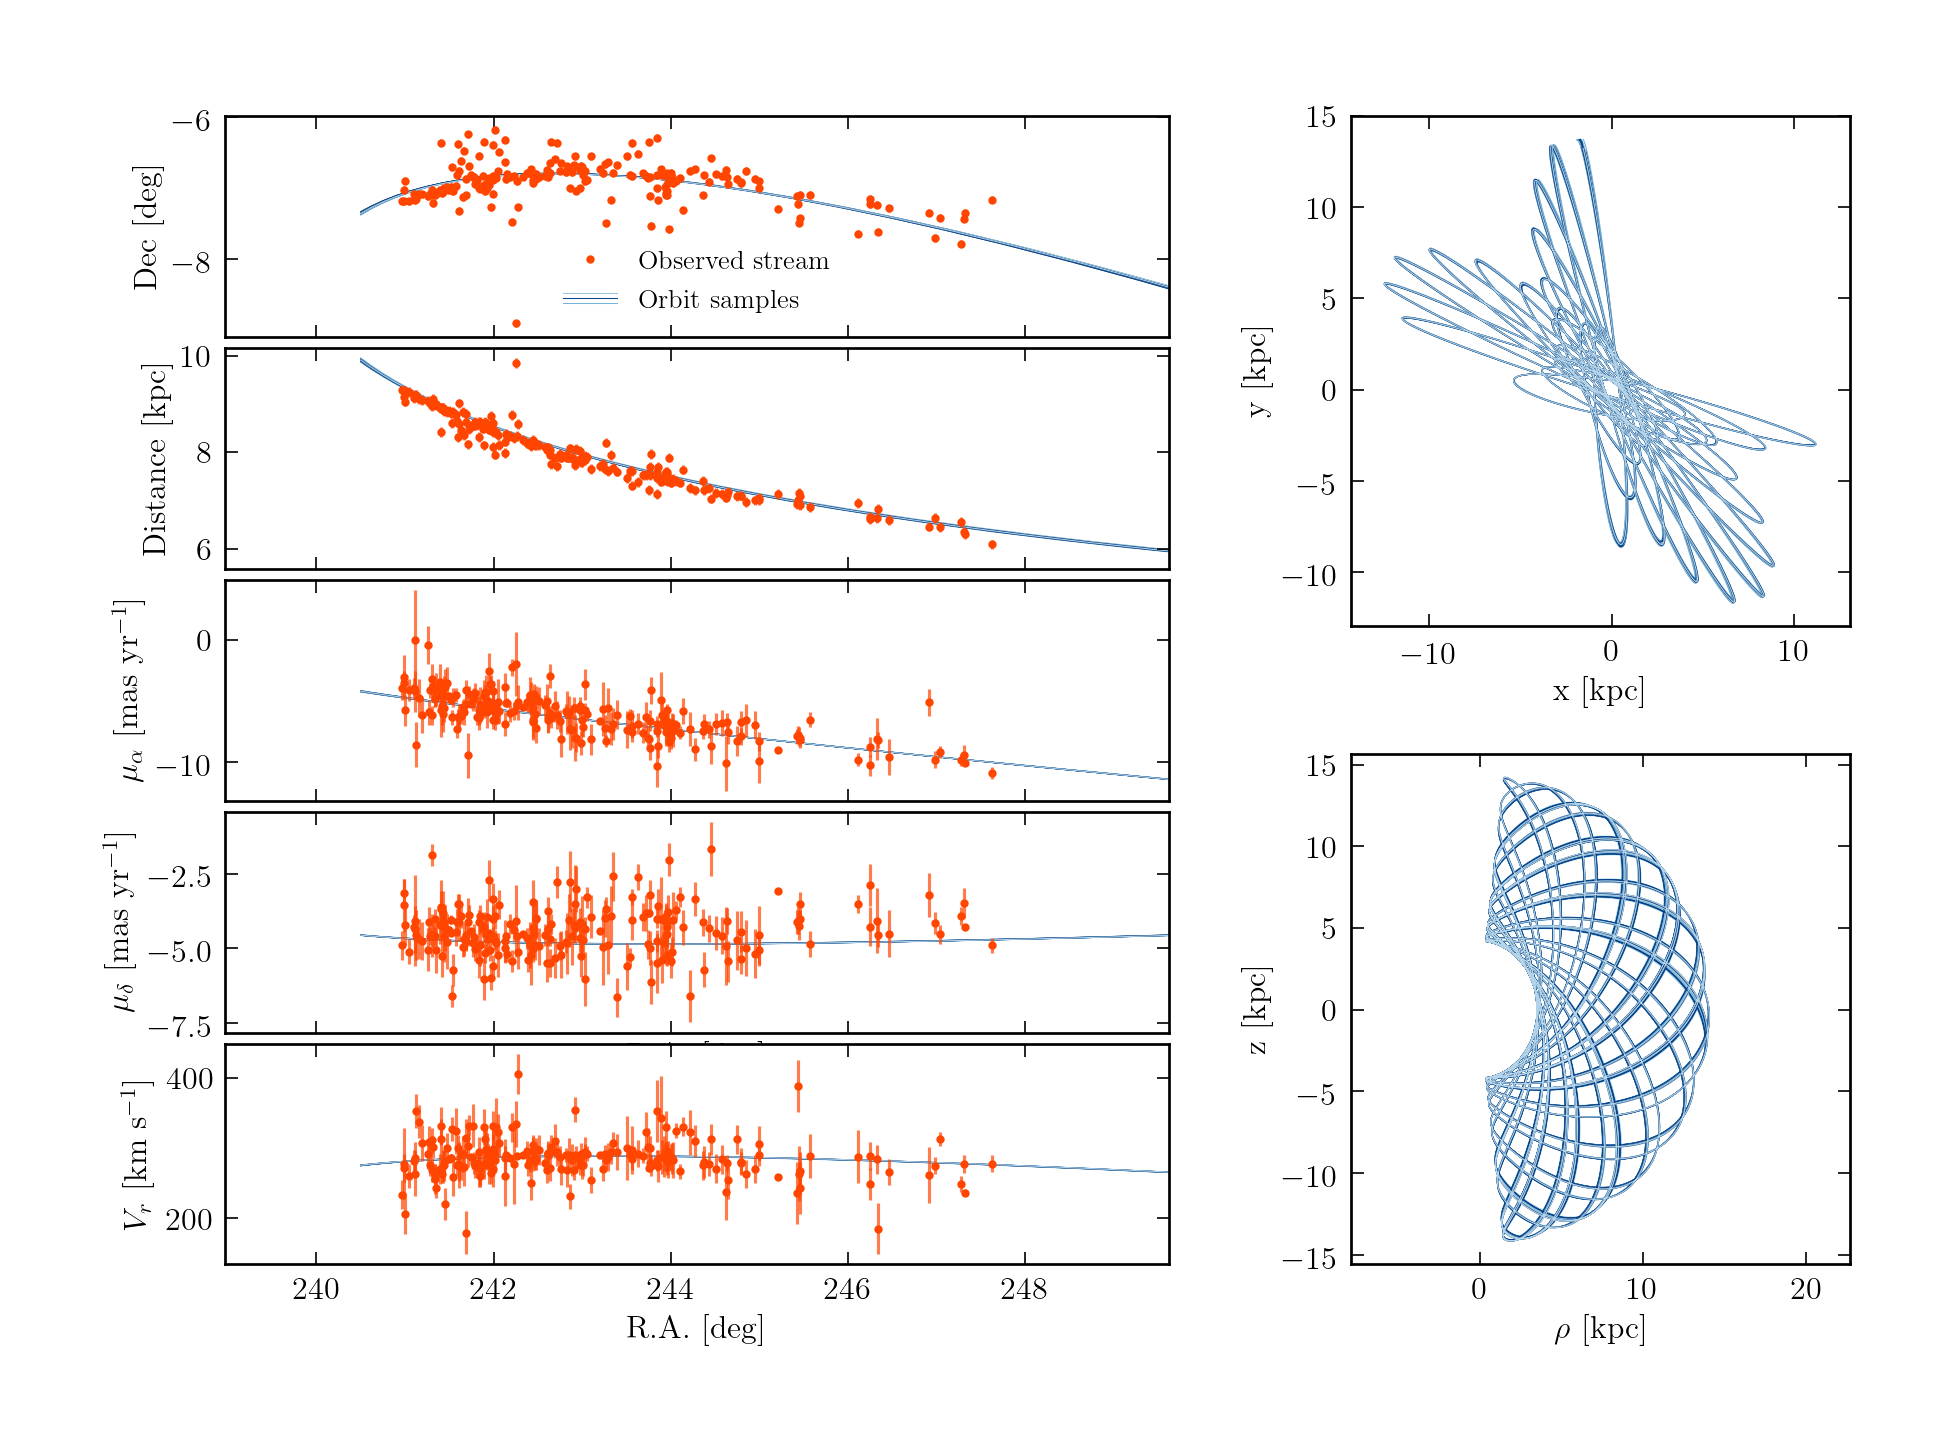 −6
−8
Dec [deg]
Observed stream
Orbit samples
10
8
6
Distance [kpc]
0
−10
μα [mas yr−1]
−2.5
−5.0
−7.5
μδ [mas yr−1]
400
200
Vr [km s−1]
240 242 244 246 248
R.A. [deg]
15
10
5
0
−5
−10
y [kpc]
−10 0 10
x [kpc]
15
10
5
0
−5
−10
−15
z [kpc]
0 10 20
ρ [kpc]